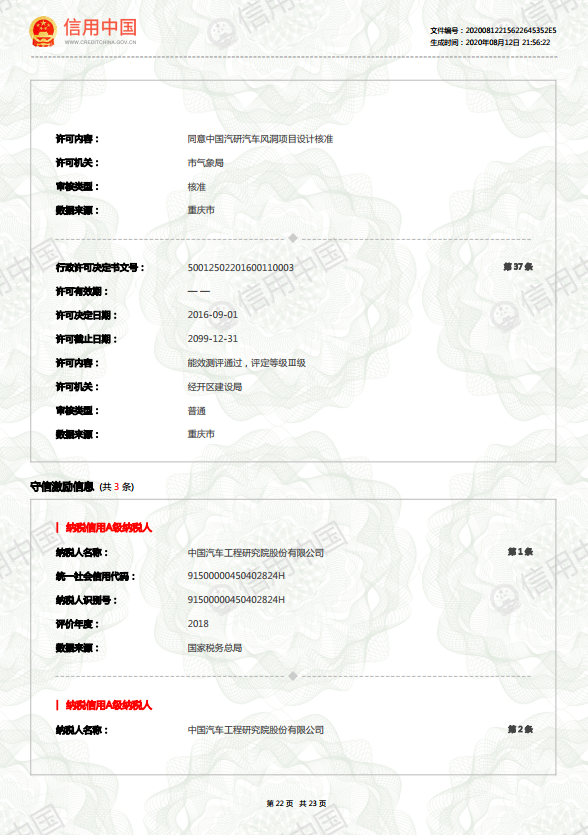 信用中国
WWW.CREDITCHINA.GOV.CN
文件编号：20200812215622645352E5
生成时间：2020年08月12日 21:56:22
许可内容： 同意中国汽研汽车风洞项目设计核准
许可机关： 市气象局
审核类型： 核准
数据来源： 重庆市
行政许可决定书文号： 50012502201600110003 第 37 条
许可有效期： — —
许可决定日期： 2016-09-01
许可截止日期： 2099-12-31
许可内容： 能效测评通过，评定等级Ⅲ级
许可机关： 经开区建设局
审核类型： 普通
数据来源： 重庆市
守信激励信息 (共 3 条)
纳税信用A级纳税人
纳税人名称： 中国汽车工程研究院股份有限公司 第 1 条
统一社会信用代码： 91500000450402824H
纳税人识别号： 91500000450402824H
评价年度： 2018
数据来源： 国家税务总局
纳税信用A级纳税人
纳税人名称： 中国汽车工程研究院股份有限公司 第 2 条
第 22 页 共 23 页